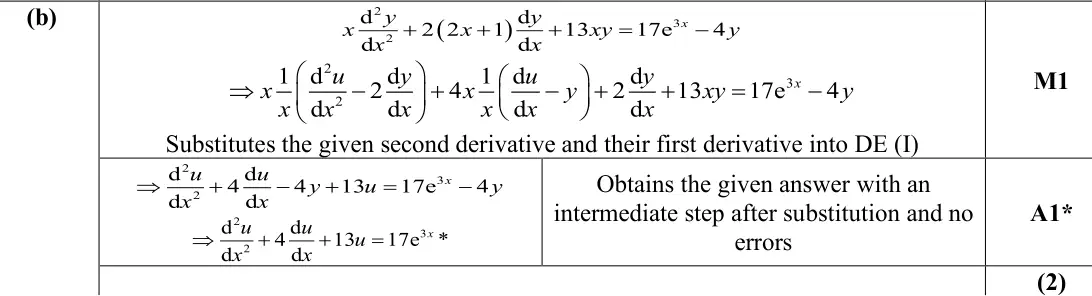 (b)
x d²y/dx² + 2(2x+1) dy/dx + 13xy = 17e^{3x} − 4y
⇒ x (1/x) (d²u/dx² − 2 dy/dx) + 4x (1/x) (du/dx − y) + 2 dy/dx + 13xy = 17e^{3x} − 4y
Substitutes the given second derivative and their first derivative into DE (I)
M1
⇒ d²u/dx² + 4 du/dx − 4y + 13u = 17e^{3x} − 4y
⇒ d²u/dx² + 4 du/dx + 13u = 17e^{3x} *
Obtains the given answer with an
intermediate step after substitution and no
errors
A1*
(2)